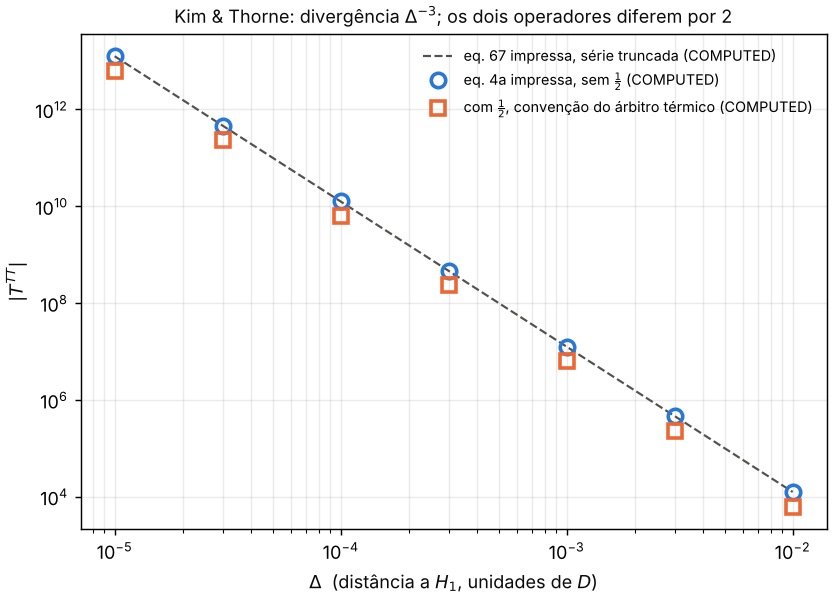 Kim & Thorne: divergência Δ⁻³; os dois operadores diferem por 2
eq. 67 impressa, série truncada (COMPUTED)
eq. 4a impressa, sem ½ (COMPUTED)
com ½, convenção do árbitro térmico (COMPUTED)
|T^{TT}|
10¹²
10¹⁰
10⁸
10⁶
10⁴
10⁻⁵ 10⁻⁴ 10⁻³ 10⁻²
Δ (distância a H₁, unidades de D)